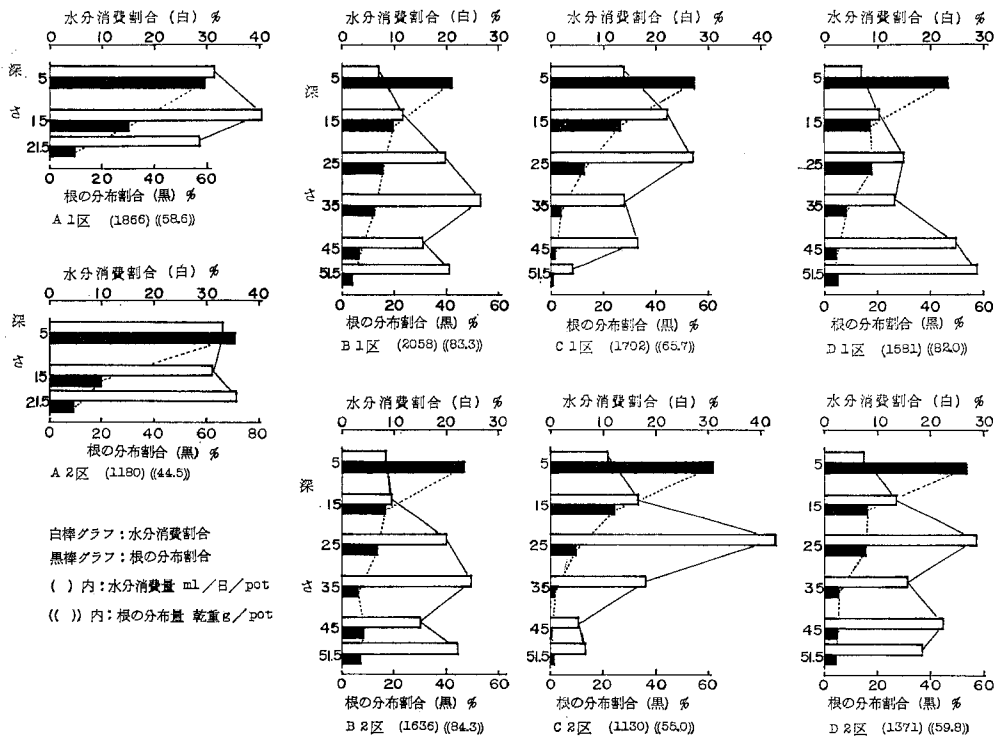 水分消費割合（白） %
0 10 20 30 40
深さ
5
15
21.5
0 20 40 60
根の分布割合（黒） %
A 1区 (1866) ((58.6))
水分消費割合（白） %
0 10 20 30 40
深さ
5
15
21.5
0 20 40 60 80
根の分布割合（黒） %
A 2区 (1180) ((44.5))
白棒グラフ：水分消費割合
黒棒グラフ：根の分布割合
( ) 内：水分消費量 ml／日／pot
(( )) 内：根の分布量 乾重g／pot
水分消費割合（白） %
0 10 20 30
深さ
5
15
25
35
45
51.5
0 20 40 60
根の分布割合（黒） %
B 1区 (2058) ((83.3))
水分消費割合（白） %
0 10 20 30
5
15
25
35
45
51.5
0 20 40 60
根の分布割合（黒） %
C 1区 (1702) ((65.7))
水分消費割合（白） %
0 10 20 30
5
15
25
35
45
51.5
0 20 40 60
根の分布割合（黒） %
D 1区 (1581) ((82.0))
水分消費割合（白） %
0 10 20 30
深さ
5
15
25
35
45
51.5
0 20 40 60
根の分布割合（黒） %
B 2区 (1636) ((84.3))
水分消費割合（白） %
0 10 20 30 40
5
15
25
35
45
51.5
0 20 40 60 80
根の分布割合（黒） %
C 2区 (1130) ((55.0))
水分消費割合（白） %
0 10 20 30
5
15
25
35
45
51.5
0 20 40 60
根の分布割合（黒） %
D 2区 (1371) ((59.8))